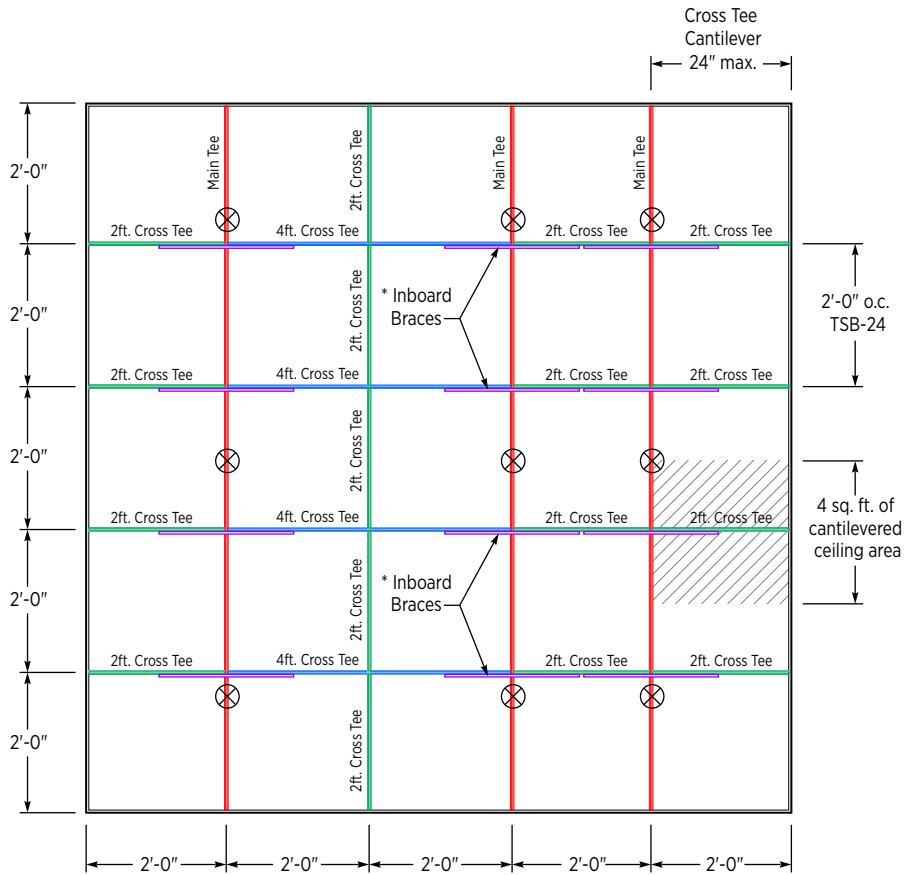 Cross Tee
Cantilever
24" max.
2'-0"
Main Tee
2ft. Cross Tee
Main Tee
Main Tee
2ft. Cross Tee
4ft. Cross Tee
2ft. Cross Tee
2ft. Cross Tee
2'-0"
* Inboard
Braces
2ft. Cross Tee
2'-0" o.c.
TSB-24
2ft. Cross Tee
4ft. Cross Tee
2ft. Cross Tee
2ft. Cross Tee
2'-0"
2ft. Cross Tee
4 sq. ft. of
cantilevered
ceiling area
2ft. Cross Tee
4ft. Cross Tee
2ft. Cross Tee
2ft. Cross Tee
2'-0"
* Inboard
Braces
2ft. Cross Tee
2ft. Cross Tee
4ft. Cross Tee
2ft. Cross Tee
2ft. Cross Tee
2'-0"
2ft. Cross Tee
2'-0"
2'-0"
2'-0"
2'-0"
2'-0"